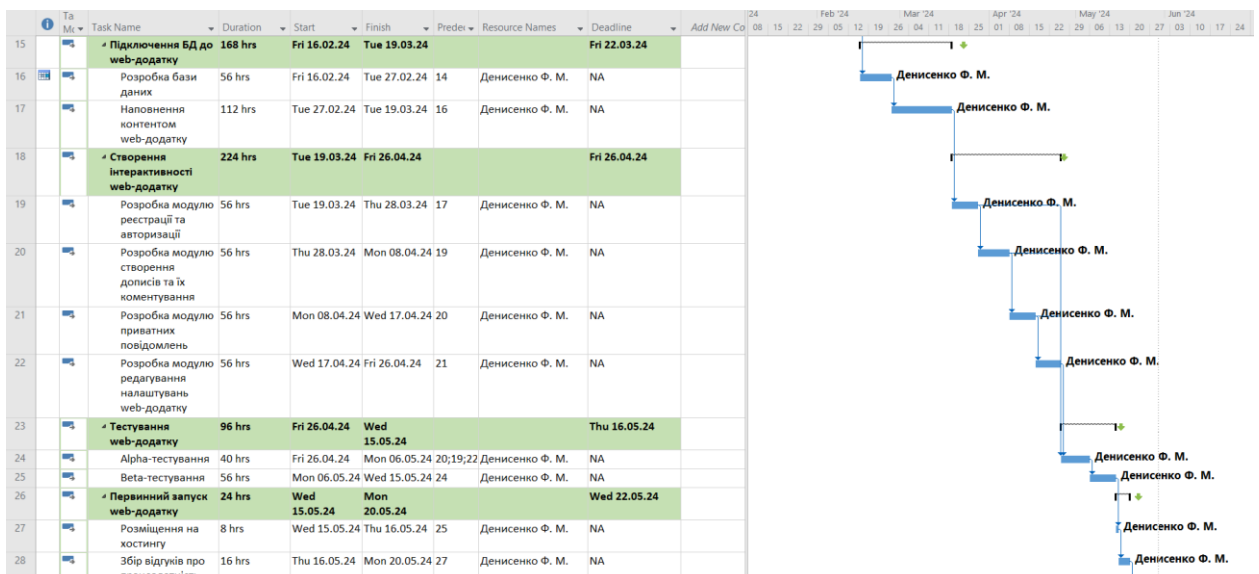 Ta
Mc Task Name Duration Start Finish Predec Resource Names Deadline Add New Co
24 Feb '24 Mar '24 Apr '24 May '24 Jun '24
08 15 22 29 05 12 19 26 04 11 18 25 01 08 15 22 29 06 13 20 27 03 10 17 24
15 Підключення БД до 168 hrs Fri 16.02.24 Tue 19.03.24 Fri 22.03.24
web-додатку
16 Розробка бази 56 hrs Fri 16.02.24 Tue 27.02.24 14 Денисенко Ф. М. NA Денисенко Ф. М.
даних
17 Наповнення 112 hrs Tue 27.02.24 Tue 19.03.24 16 Денисенко Ф. М. NA Денисенко Ф. М.
контентом
web-додатку
18 Створення 224 hrs Tue 19.03.24 Fri 26.04.24 Fri 26.04.24
інтерактивності
web-додатку
19 Розробка модулю 56 hrs Tue 19.03.24 Thu 28.03.24 17 Денисенко Ф. М. NA Денисенко Ф. М.
реєстрації та
авторизації
20 Розробка модулю 56 hrs Thu 28.03.24 Mon 08.04.24 19 Денисенко Ф. М. NA Денисенко Ф. М.
створення
дописів та їх
коментування
21 Розробка модулю 56 hrs Mon 08.04.24 Wed 17.04.24 20 Денисенко Ф. М. NA Денисенко Ф. М.
приватних
повідомлень
22 Розробка модулю 56 hrs Wed 17.04.24 Fri 26.04.24 21 Денисенко Ф. М. NA Денисенко Ф. М.
редагування
налаштувань
web-додатку
23 Тестування 96 hrs Fri 26.04.24 Wed Thu 16.05.24
web-додатку 15.05.24
24 Alpha-тестування 40 hrs Fri 26.04.24 Mon 06.05.24 20;19;22 Денисенко Ф. М. NA Денисенко Ф. М.
25 Beta-тестування 56 hrs Mon 06.05.24 Wed 15.05.24 24 Денисенко Ф. М. NA Денисенко Ф. М.
26 Первинний запуск 24 hrs Wed Mon Wed 22.05.24
web-додатку 15.05.24 20.05.24
27 Розміщення на 8 hrs Wed 15.05.24 Thu 16.05.24 25 Денисенко Ф. М. NA Денисенко Ф. М.
хостингу
28 Збір відгуків про 16 hrs Thu 16.05.24 Mon 20.05.24 27 Денисенко Ф. М. NA Денисенко Ф. М.